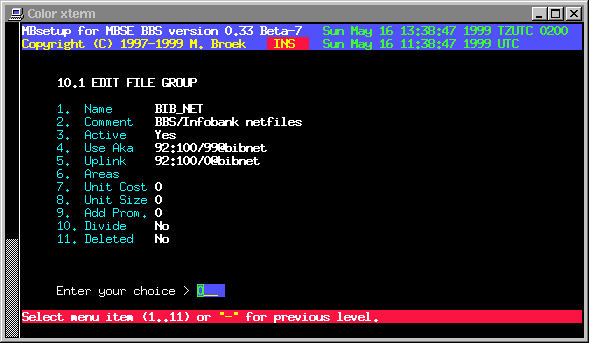 Color xterm
MBsetup for MBSE BBS version 0.33 Beta-7 Sun May 16 13:38:47 1999 TZUTC 0200
Copyright (C) 1997-1999 M. Broek INS Sun May 16 11:38:47 1999 UTC
10.1 EDIT FILE GROUP
1. Name BIB_NET
2. Comment BBS/Infobank netfiles
3. Active Yes
4. Use Aka 92:100/99@bibnet
5. Uplink 92:100/0@bibnet
6. Areas
7. Unit Cost 0
8. Unit Size 0
9. Add Prom. 0
10. Divide No
11. Deleted No
Enter your choice > 0__
Select menu item (1..11) or "-" for previous level.